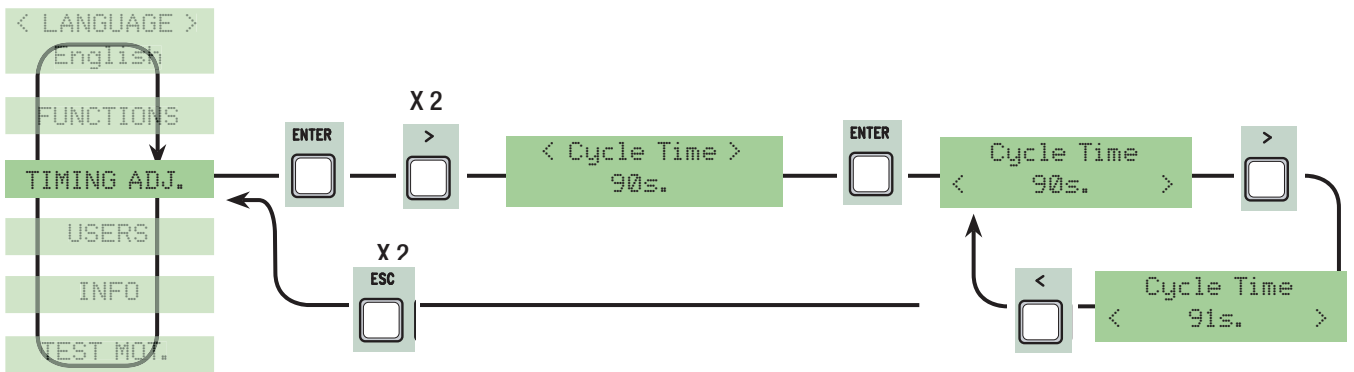 < LANGUAGE >
English
FUNCTIONS
TIMING ADJ.
USERS
INFO
TEST MOT.
ENTER
X 2
>
< Cycle Time >
90s.
ENTER
Cycle Time
< 90s. >
>
X 2
ESC
<
Cycle Time
< 91s. >